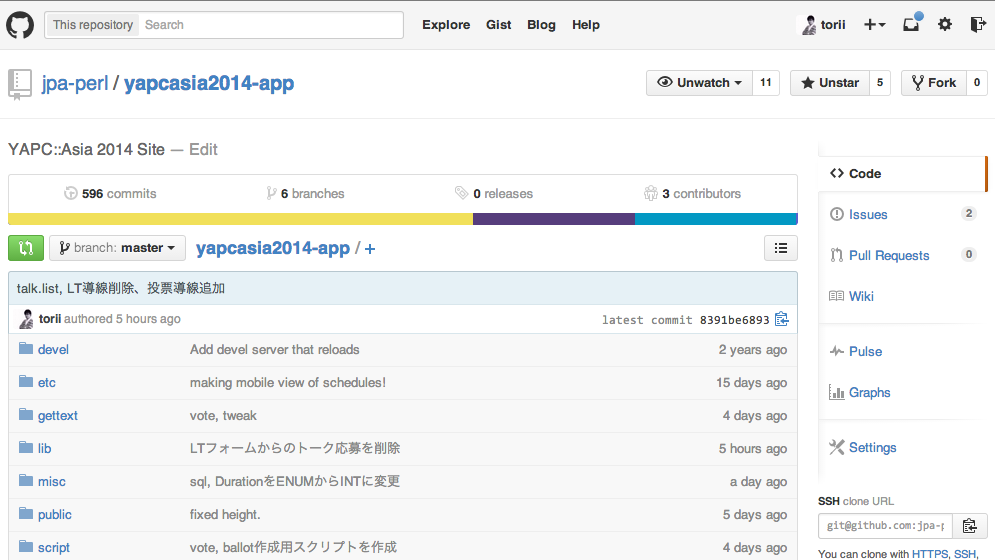 This repository Search Explore Gist Blog Help torii
jpa-perl / yapcasia2014-app Unwatch 11 Unstar 5 Fork 0
YAPC::Asia 2014 Site — Edit
596 commits 6 branches 0 releases 3 contributors
branch: master yapcasia2014-app / +
talk.list, LT導線削除、投票導線追加
torii authored 5 hours ago latest commit 8391be6893
devel Add devel server that reloads 2 years ago
etc making mobile view of schedules! 15 days ago
gettext vote, tweak 4 days ago
lib LTフォームからのトーク応募を削除 5 hours ago
misc sql, DurationをENUMからINTに変更 a day ago
public fixed height. 5 days ago
script vote, ballot作成用スクリプトを作成 4 days ago
Code
Issues 2
Pull Requests 0
Wiki
Pulse
Graphs
Settings
SSH clone URL
git@github.com:jpa-p
You can clone with HTTPS, SSH,